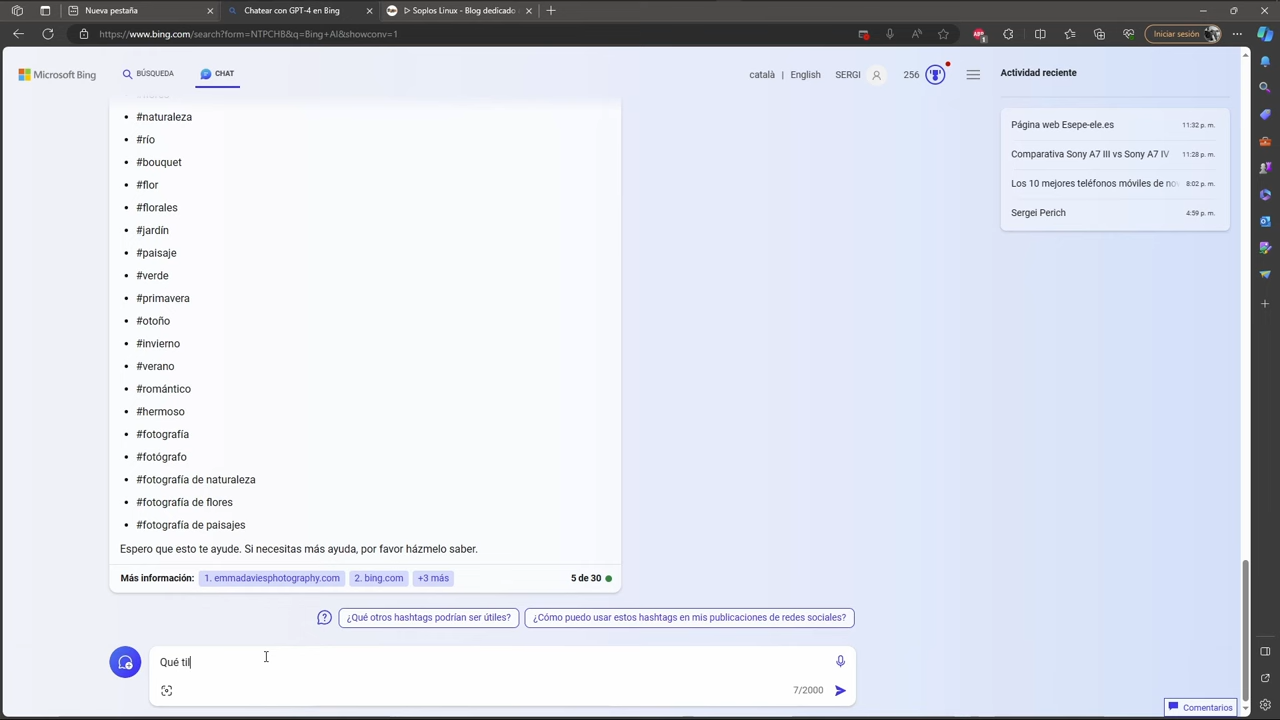 Nueva pestaña
Chatear con GPT-4 en Bing
Soplos Linux - Blog dedicado
https://www.bing.com/search?form=NTPCHB&q=Bing+AI&showconv=1
1
Iniciar sesión
Microsoft Bing
BÚSQUEDA
CHAT
català | English
SERGI
256
Actividad reciente
Página web Esepe-ele.es 11:32 p. m.
Comparativa Sony A7 III vs Sony A7 IV 11:28 p. m.
Los 10 mejores teléfonos móviles de no 8:02 p. m.
Sergei Perich 4:59 p. m.
#naturaleza
#río
#bouquet
#flor
#florales
#jardín
#paisaje
#verde
#primavera
#otoño
#invierno
#verano
#romántico
#hermoso
#fotografía
#fotógrafo
#fotografía de naturaleza
#fotografía de flores
#fotografía de paisajes
Espero que esto te ayude. Si necesitas más ayuda, por favor házmelo saber.
Más información: 1. emmadaviesphotography.com 2. bing.com +3 más 5 de 30
¿Qué otros hashtags podrían ser útiles? ¿Cómo puedo usar estos hashtags en mis publicaciones de redes sociales?
Qué til
7/2000
Comentarios